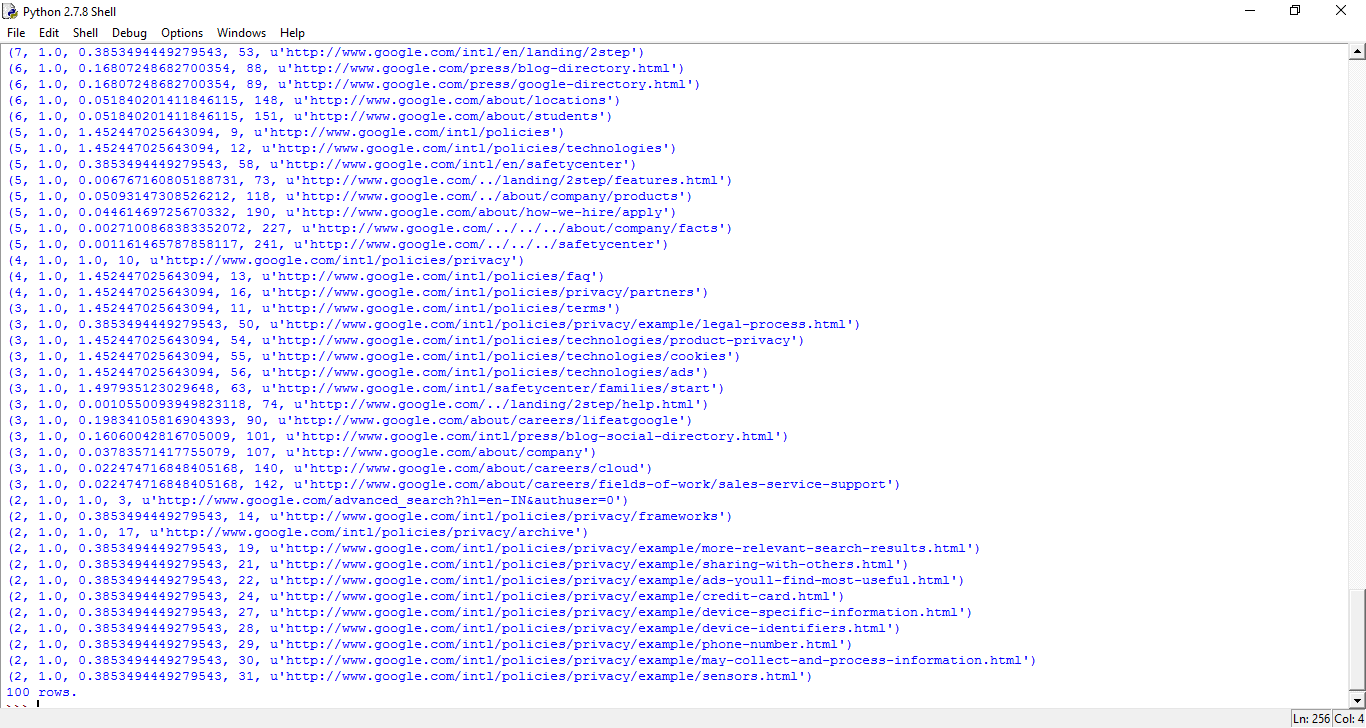 Python 2.7.8 Shell
File Edit Shell Debug Options Windows Help
(7, 1.0, 0.3853494449279543, 53, u'http://www.google.com/intl/en/landing/2step')
(6, 1.0, 0.16807248682700354, 88, u'http://www.google.com/press/blog-directory.html')
(6, 1.0, 0.16807248682700354, 89, u'http://www.google.com/press/google-directory.html')
(6, 1.0, 0.051840201411846115, 148, u'http://www.google.com/about/locations')
(6, 1.0, 0.051840201411846115, 151, u'http://www.google.com/about/students')
(5, 1.0, 1.452447025643094, 9, u'http://www.google.com/intl/policies')
(5, 1.0, 1.452447025643094, 12, u'http://www.google.com/intl/policies/technologies')
(5, 1.0, 0.3853494449279543, 58, u'http://www.google.com/intl/en/safetycenter')
(5, 1.0, 0.006767160805188731, 73, u'http://www.google.com/../landing/2step/features.html')
(5, 1.0, 0.05093147308526212, 118, u'http://www.google.com/../about/company/products')
(5, 1.0, 0.04461469725670332, 190, u'http://www.google.com/about/how-we-hire/apply')
(5, 1.0, 0.0027100868383352072, 227, u'http://www.google.com/../../../about/company/facts')
(5, 1.0, 0.001161465787858117, 241, u'http://www.google.com/../../../safetycenter')
(4, 1.0, 1.0, 10, u'http://www.google.com/intl/policies/privacy')
(4, 1.0, 1.452447025643094, 13, u'http://www.google.com/intl/policies/faq')
(4, 1.0, 1.452447025643094, 16, u'http://www.google.com/intl/policies/privacy/partners')
(3, 1.0, 1.452447025643094, 11, u'http://www.google.com/intl/policies/terms')
(3, 1.0, 0.3853494449279543, 50, u'http://www.google.com/intl/policies/privacy/example/legal-process.html')
(3, 1.0, 1.452447025643094, 54, u'http://www.google.com/intl/policies/technologies/product-privacy')
(3, 1.0, 1.452447025643094, 55, u'http://www.google.com/intl/policies/technologies/cookies')
(3, 1.0, 1.452447025643094, 56, u'http://www.google.com/intl/policies/technologies/ads')
(3, 1.0, 1.497935123029648, 63, u'http://www.google.com/intl/safetycenter/families/start')
(3, 1.0, 0.0010550093949823118, 74, u'http://www.google.com/../landing/2step/help.html')
(3, 1.0, 0.19834105816904393, 90, u'http://www.google.com/about/careers/lifeatgoogle')
(3, 1.0, 0.16060042816705009, 101, u'http://www.google.com/intl/press/blog-social-directory.html')
(3, 1.0, 0.03783571417755079, 107, u'http://www.google.com/about/company')
(3, 1.0, 0.022474716848405168, 140, u'http://www.google.com/about/careers/cloud')
(3, 1.0, 0.022474716848405168, 142, u'http://www.google.com/about/careers/fields-of-work/sales-service-support')
(2, 1.0, 1.0, 3, u'http://www.google.com/advanced_search?hl=en-IN&authuser=0')
(2, 1.0, 0.3853494449279543, 14, u'http://www.google.com/intl/policies/privacy/frameworks')
(2, 1.0, 1.0, 17, u'http://www.google.com/intl/policies/privacy/archive')
(2, 1.0, 0.3853494449279543, 19, u'http://www.google.com/intl/policies/privacy/example/more-relevant-search-results.html')
(2, 1.0, 0.3853494449279543, 21, u'http://www.google.com/intl/policies/privacy/example/sharing-with-others.html')
(2, 1.0, 0.3853494449279543, 22, u'http://www.google.com/intl/policies/privacy/example/ads-youll-find-most-useful.html')
(2, 1.0, 0.3853494449279543, 24, u'http://www.google.com/intl/policies/privacy/example/credit-card.html')
(2, 1.0, 0.3853494449279543, 27, u'http://www.google.com/intl/policies/privacy/example/device-specific-information.html')
(2, 1.0, 0.3853494449279543, 28, u'http://www.google.com/intl/policies/privacy/example/device-identifiers.html')
(2, 1.0, 0.3853494449279543, 29, u'http://www.google.com/intl/policies/privacy/example/phone-number.html')
(2, 1.0, 0.3853494449279543, 30, u'http://www.google.com/intl/policies/privacy/example/may-collect-and-process-information.html')
(2, 1.0, 0.3853494449279543, 31, u'http://www.google.com/intl/policies/privacy/example/sensors.html')
100 rows.
>>>
Ln: 256 Col: 4